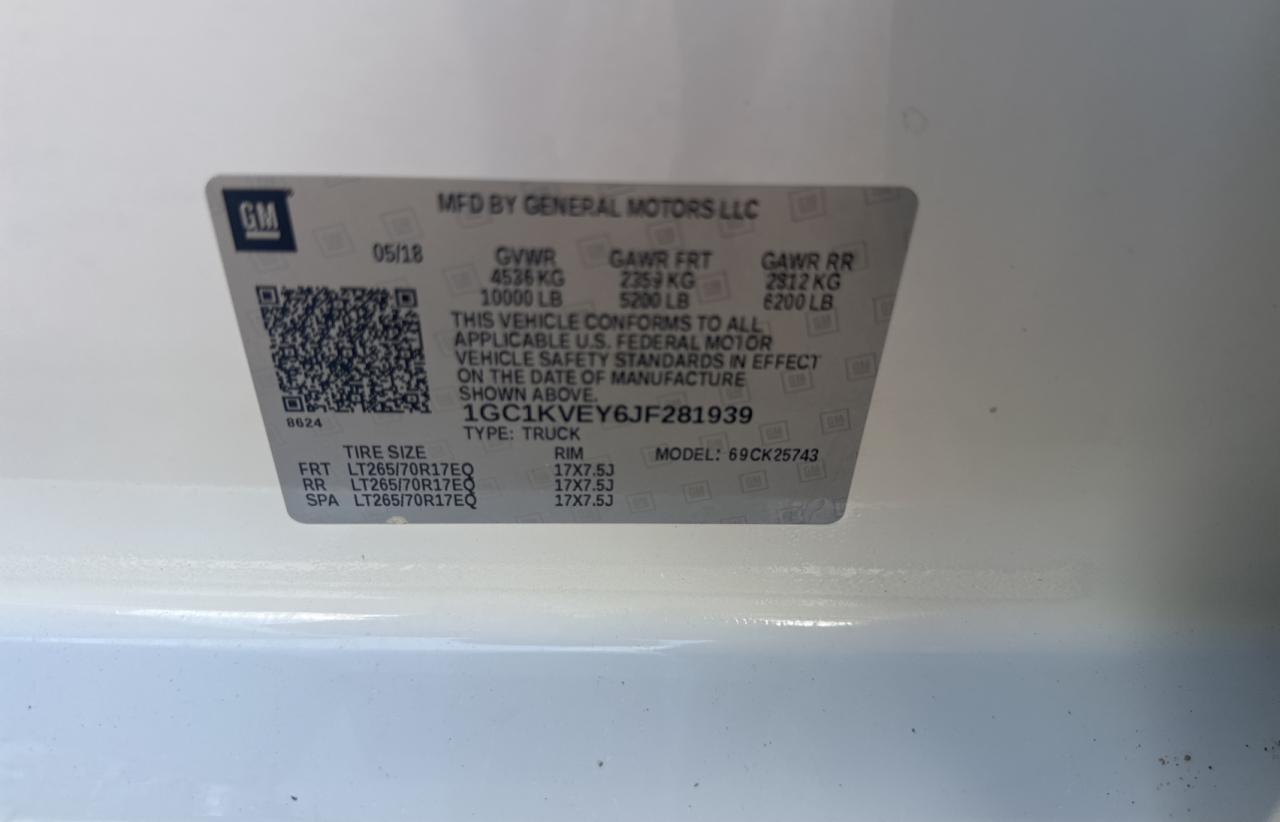 GM
MFD BY GENERAL MOTORS LLC
05/18 GVWR GAWR FRT GAWR RR
4536 KG 2359 KG 2812 KG
10000 LB 5200 LB 6200 LB
THIS VEHICLE CONFORMS TO ALL
APPLICABLE U.S. FEDERAL MOTOR
VEHICLE SAFETY STANDARDS IN EFFECT
ON THE DATE OF MANUFACTURE
SHOWN ABOVE.
8624
1GC1KVEY6JF281939
TYPE: TRUCK
TIRE SIZE RIM MODEL: 69CK25743
FRT LT265/70R17EQ 17X7.5J
RR LT265/70R17EQ 17X7.5J
SPA LT265/70R17EQ 17X7.5J